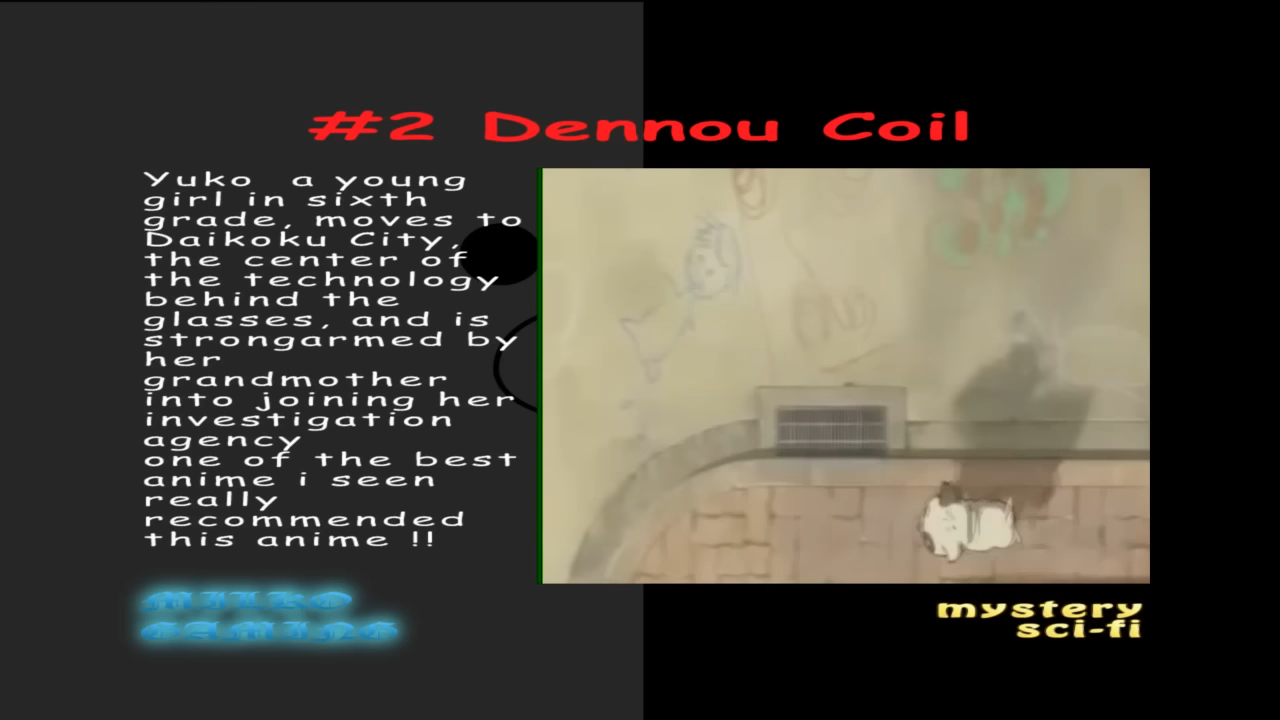 #2 Dennou Coil
Yuko a young
girl in sixth
grade, moves to
Daikoku City,
the center of
the technology
behind the
glasses, and is
strongarmed by
her
grandmother
into joining her
investigation
agency
one of the best
anime i seen
really
recommended
this anime !!
MILKO
GAMING
mystery
sci-fi